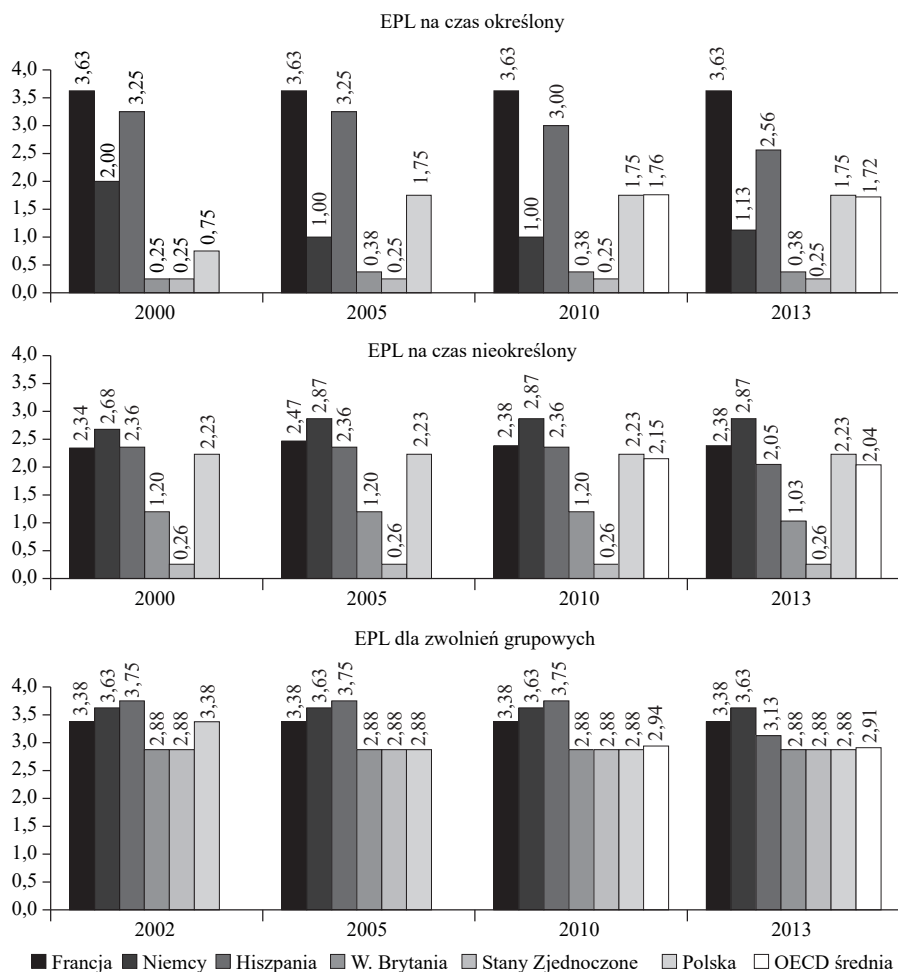 EPL na czas określony
4,0
3,5
3,0
2,5
2,0
1,5
1,0
0,5
0,0
3,63 2,00 3,25 0,25 0,25 0,75
3,63 1,00 3,25 0,38 0,25 1,75
3,63 1,00 3,00 0,38 0,25 1,75 1,76
3,63 1,13 2,56 0,38 0,25 1,75 1,72
2000 2005 2010 2013
EPL na czas nieokreślony
4,0
3,5
3,0
2,5
2,0
1,5
1,0
0,5
0,0
2,34 2,68 2,36 1,20 0,26 2,23
2,47 2,87 2,36 1,20 0,26 2,23
2,38 2,87 2,36 1,20 0,26 2,23 2,15
2,38 2,87 2,05 1,03 0,26 2,23 2,04
2000 2005 2010 2013
EPL dla zwolnień grupowych
4,0
3,5
3,0
2,5
2,0
1,5
1,0
0,5
0,0
3,38 3,63 3,75 2,88 2,88 3,38
3,38 3,63 3,75 2,88 2,88 2,88
3,38 3,63 3,75 2,88 2,88 2,88 2,94
3,38 3,63 3,13 2,88 2,88 2,88 2,91
2002 2005 2010 2013
Francja Niemcy Hiszpania W. Brytania Stany Zjednoczone Polska OECD średnia